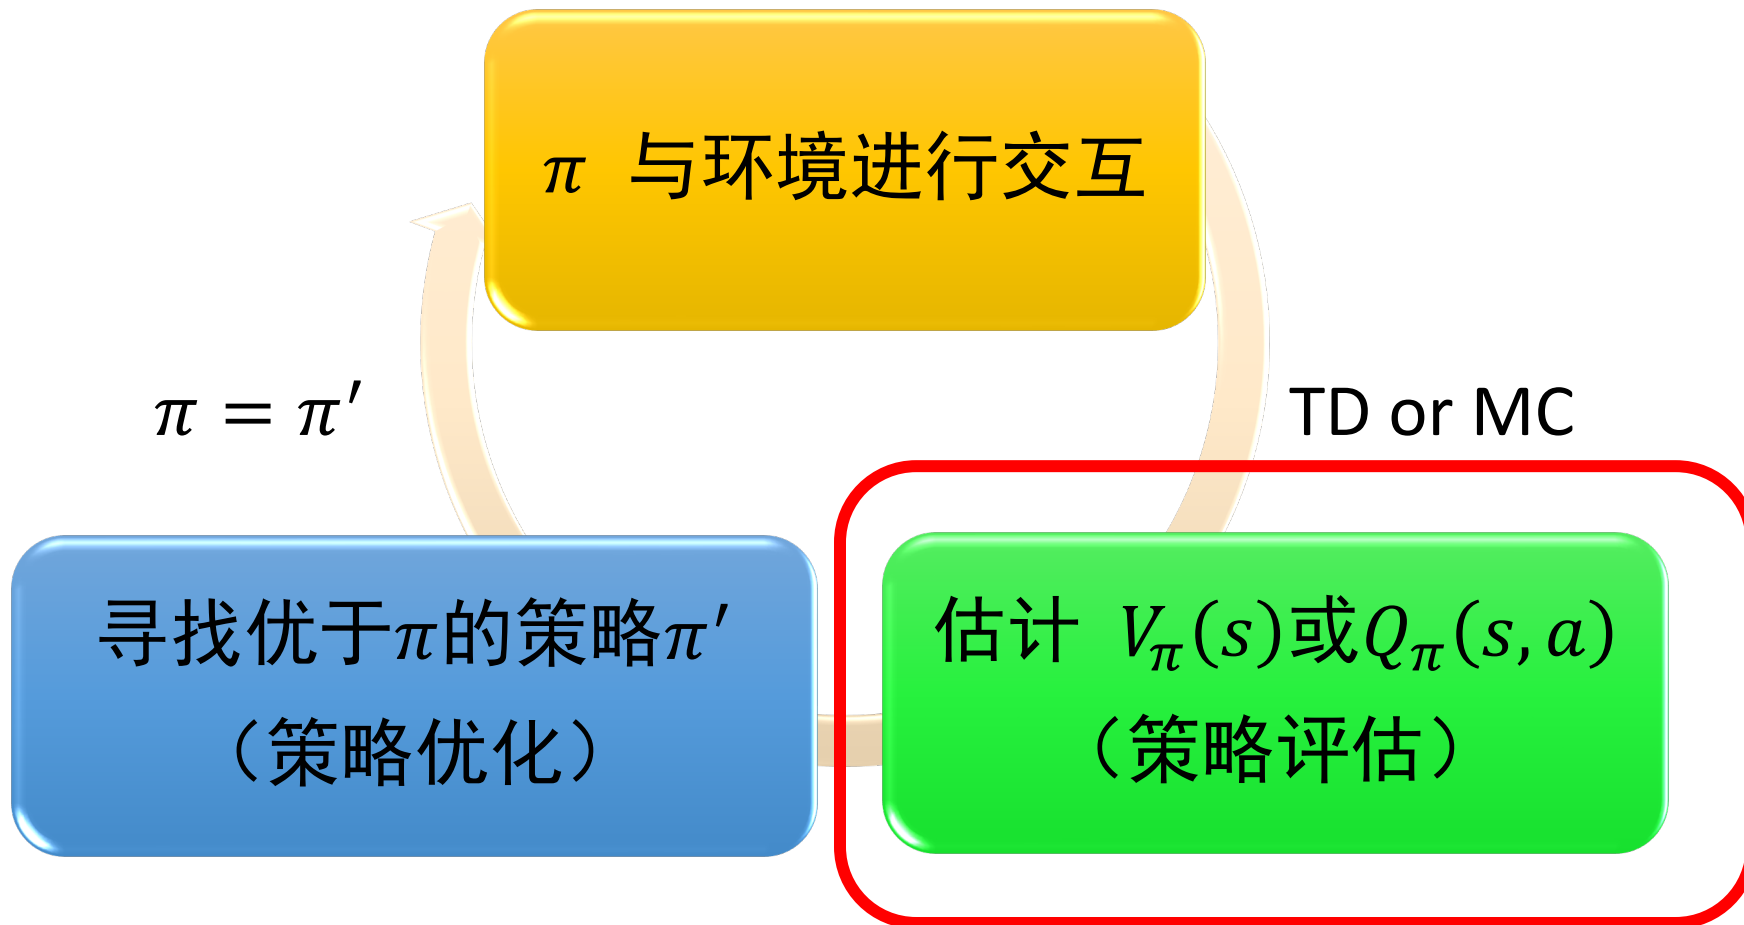 π 与环境进行交互
π = π′
TD or MC
寻找优于π的策略π′
（策略优化）
估计 Vπ(s)或Qπ(s, a)
（策略评估）